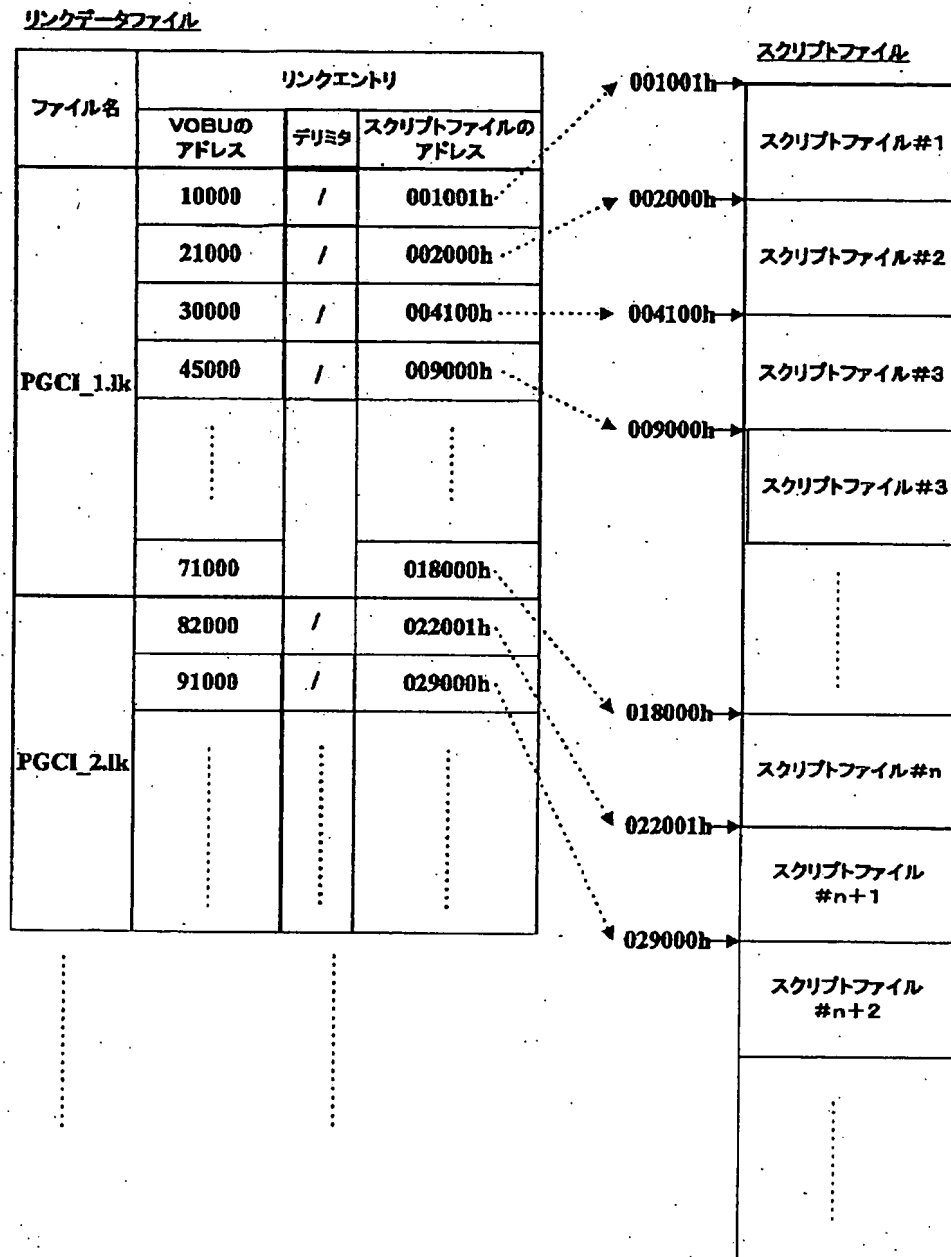 リンクデータファイル
ファイル名
リンクエントリ
VOBUの
アドレス
デリミタ
スクリプトファイルの
アドレス
PGCI_1.lk
10000 / 001001h
21000 / 002000h
30000 / 004100h
45000 / 009000h
71000 018000h
PGCI_2.lk
82000 / 022001h
91000 / 029000h
スクリプトファイル
001001h
スクリプトファイル#1
002000h
スクリプトファイル#2
004100h
スクリプトファイル#3
009000h
スクリプトファイル#3
018000h
スクリプトファイル#n
022001h
スクリプトファイル
#n+1
029000h
スクリプトファイル
#n+2